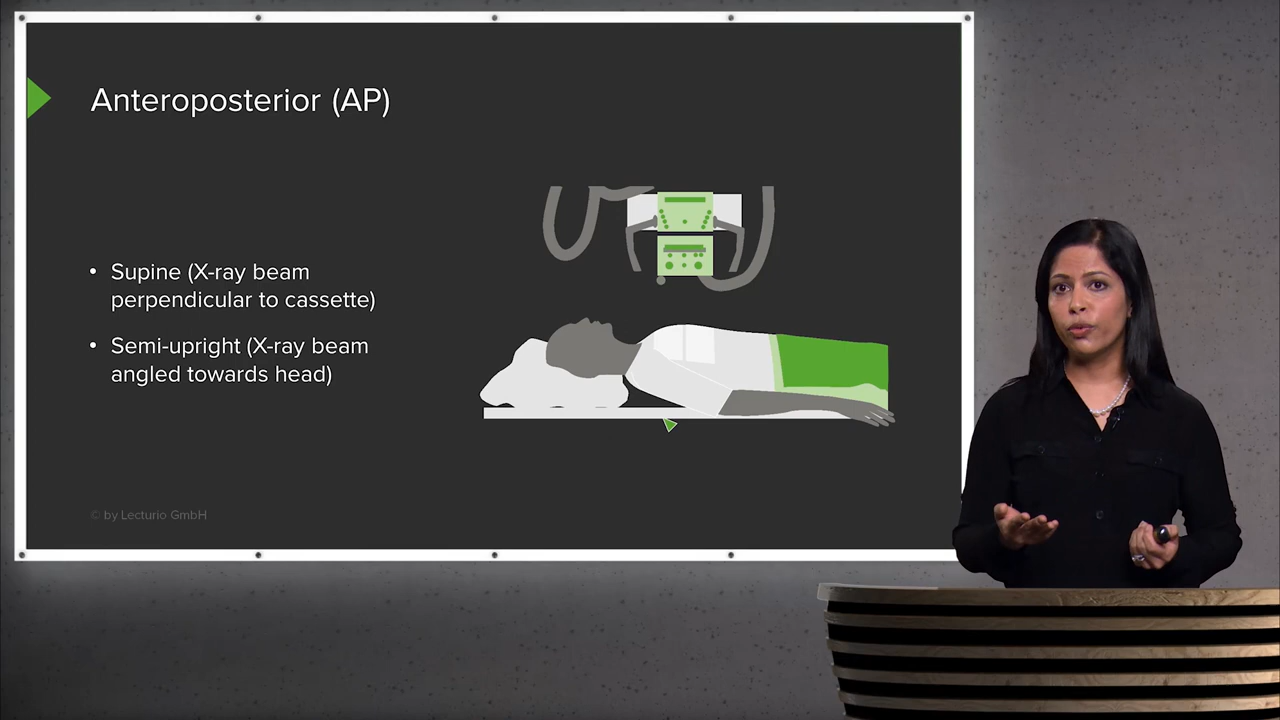 Anteroposterior (AP)
• Supine (X-ray beam
perpendicular to cassette)
• Semi-upright (X-ray beam
angled towards head)
© by Lecturio GmbH